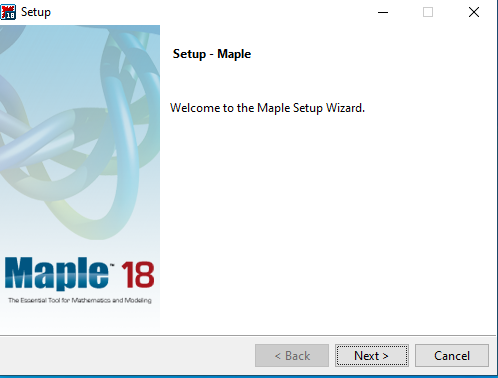 Setup
Setup - Maple
Welcome to the Maple Setup Wizard.
Maple™ 18
The Essential Tool for Mathematics and Modeling
< Back
Next >
Cancel